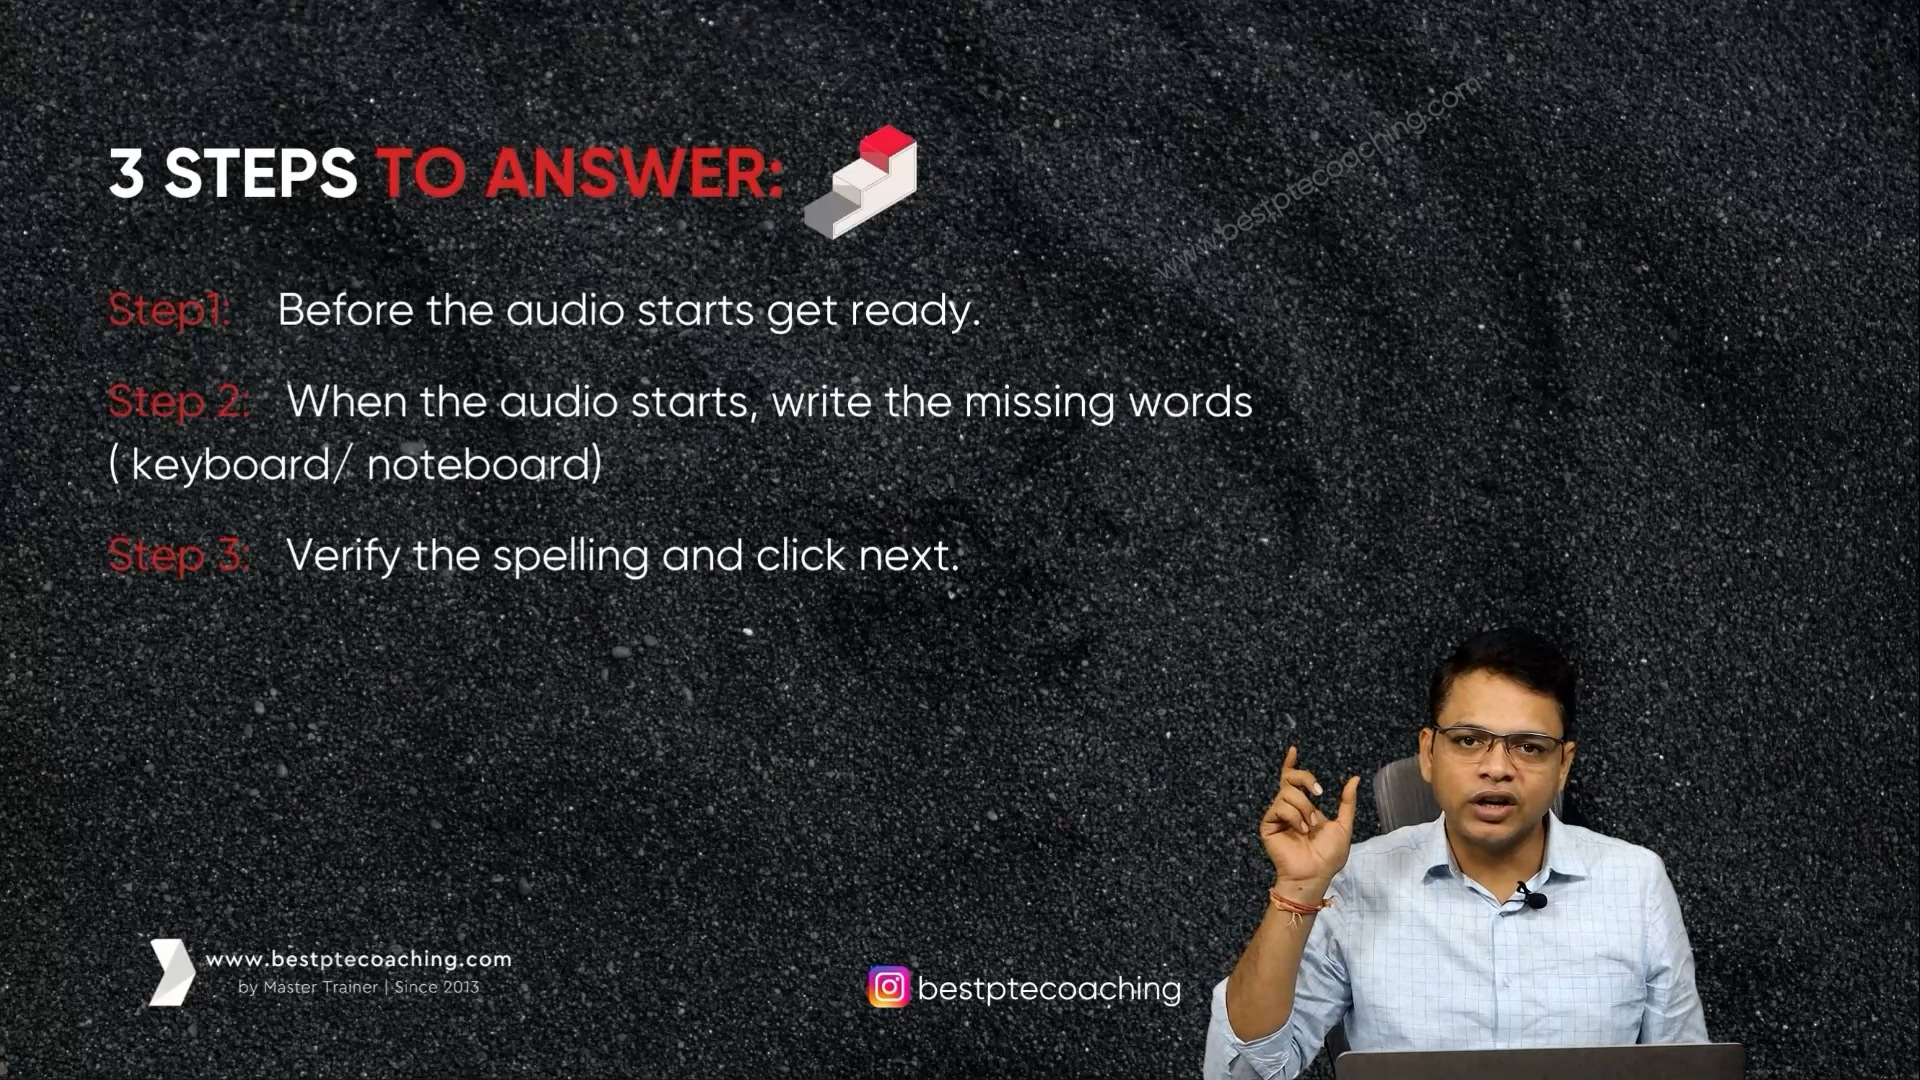 www.bestptecoaching.com
3 STEPS TO ANSWER:
Step1: Before the audio starts get ready.
Step 2: When the audio starts, write the missing words
( keyboard/ noteboard)
Step 3: Verify the spelling and click next.
www.bestptecoaching.com
by Master Trainer | Since 2013
bestptecoaching